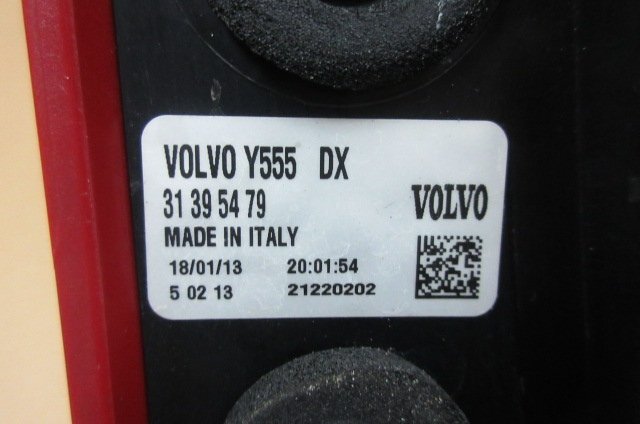 VOLVO Y555 DX
31 39 54 79
VOLVO
MADE IN ITALY
18/01/13 20:01:54
5 02 13 21220202